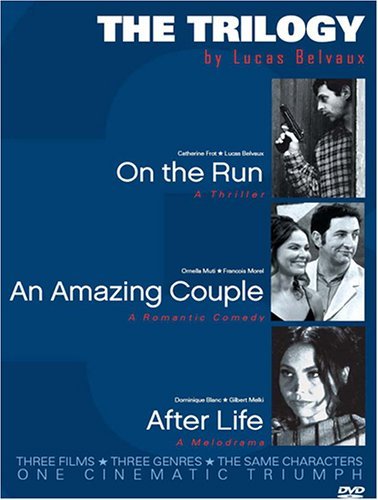 THE TRILOGY
by Lucas Belvaux
Catherine Frot ★ Lucas Belvaux
On the Run
A Thriller
Ornella Muti ★ Francois Morel
An Amazing Couple
A Romantic Comedy
Dominique Blanc ★ Gilbert Melki
After Life
A Melodrama
THREE FILMS ★ THREE GENRES ★ THE SAME CHARACTERS
ONE CINEMATIC TRIUMPH
DVD